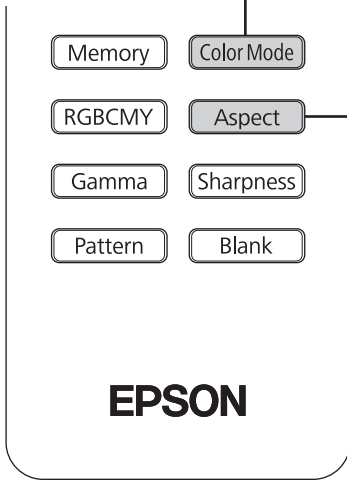 Memory Color Mode
RGBCMY Aspect
Gamma Sharpness
Pattern Blank
EPSON